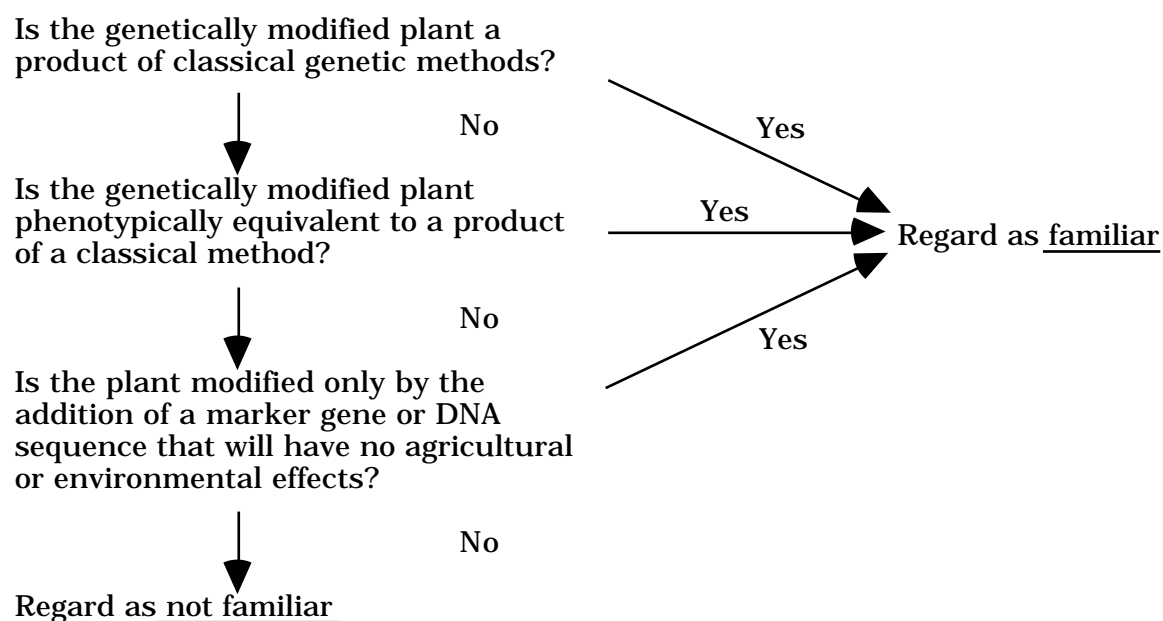 Is the genetically modified plant a
product of classical genetic methods?
No
Yes
Is the genetically modified plant
phenotypically equivalent to a product
of a classical method?
Yes
Regard as familiar
No
Yes
Is the plant modified only by the
addition of a marker gene or DNA
sequence that will have no agricultural
or environmental effects?
No
Regard as not familiar